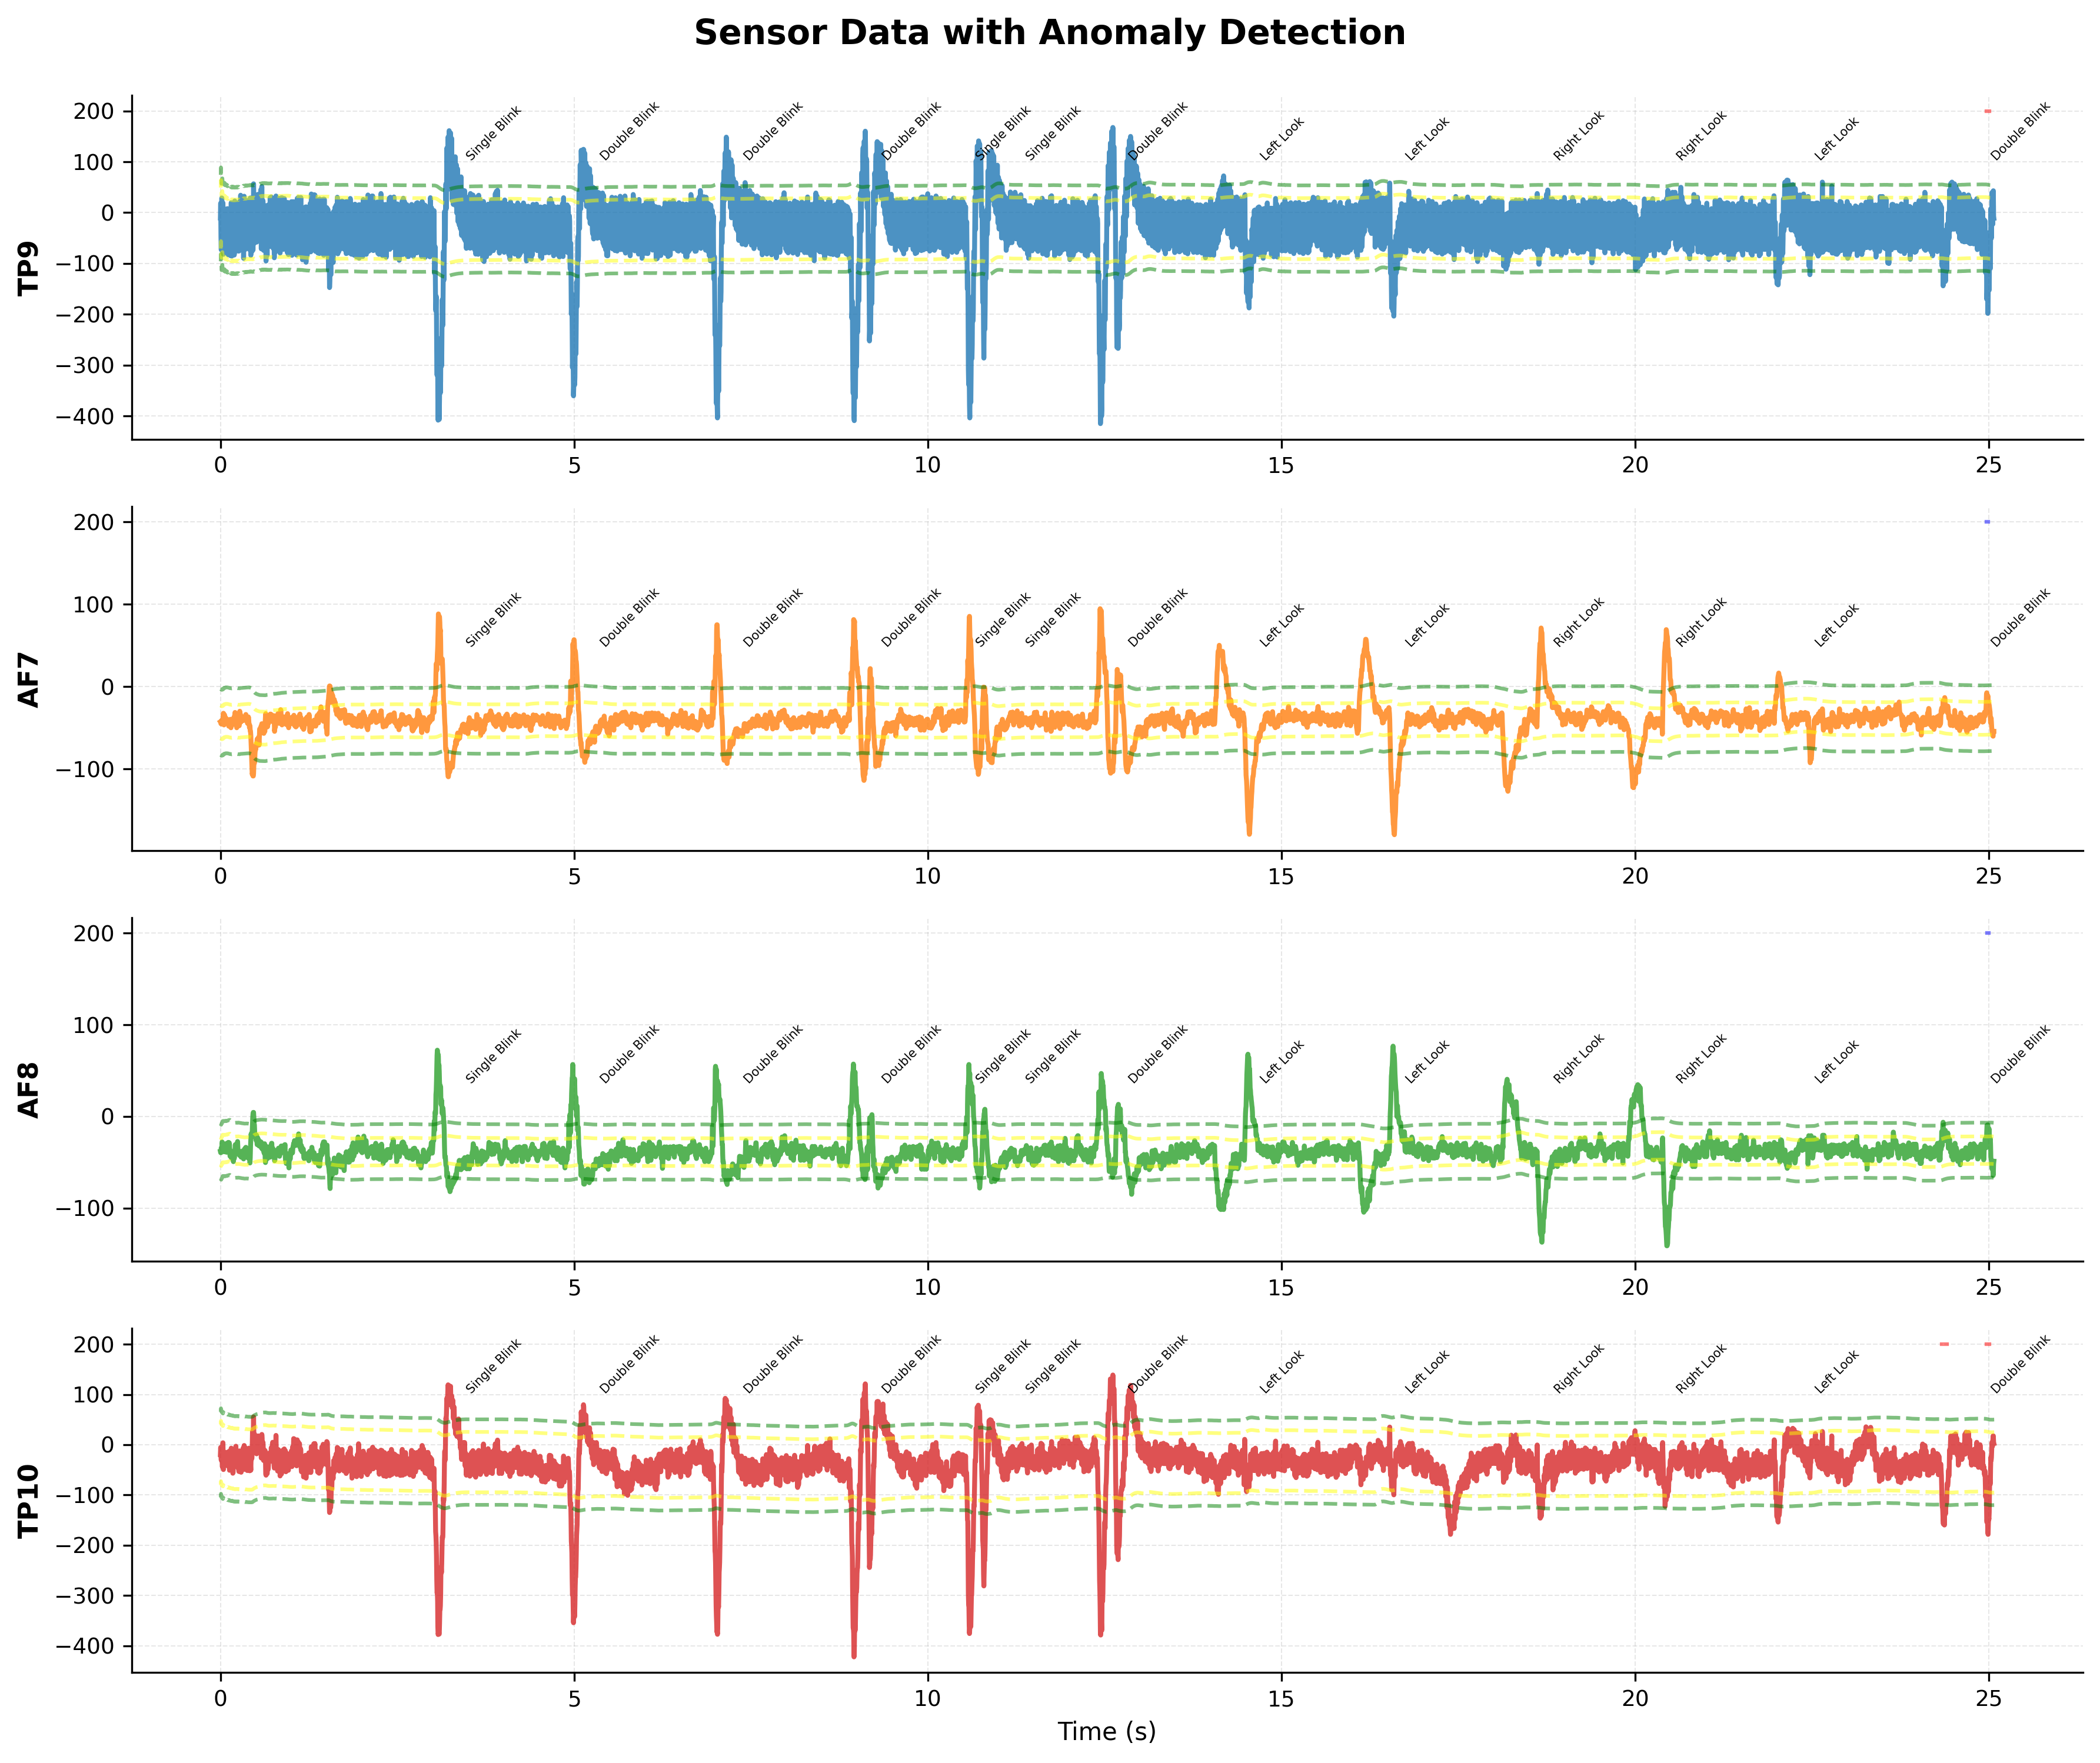 Sensor Data with Anomaly Detection
TP9
200
100
0
−100
−200
−300
−400
Single Blink
Double Blink
Double Blink
Double Blink
Single Blink
Single Blink
Double Blink
Left Look
Left Look
Right Look
Right Look
Left Look
Double Blink
0 5 10 15 20 25
AF7
200
100
0
−100
Single Blink
Double Blink
Double Blink
Double Blink
Single Blink
Single Blink
Double Blink
Left Look
Left Look
Right Look
Right Look
Left Look
Double Blink
0 5 10 15 20 25
AF8
200
100
0
−100
Single Blink
Double Blink
Double Blink
Double Blink
Single Blink
Single Blink
Double Blink
Left Look
Left Look
Right Look
Right Look
Left Look
Double Blink
0 5 10 15 20 25
TP10
200
100
0
−100
−200
−300
−400
Single Blink
Double Blink
Double Blink
Double Blink
Single Blink
Single Blink
Double Blink
Left Look
Left Look
Right Look
Right Look
Left Look
Double Blink
0 5 10 15 20 25
Time (s)